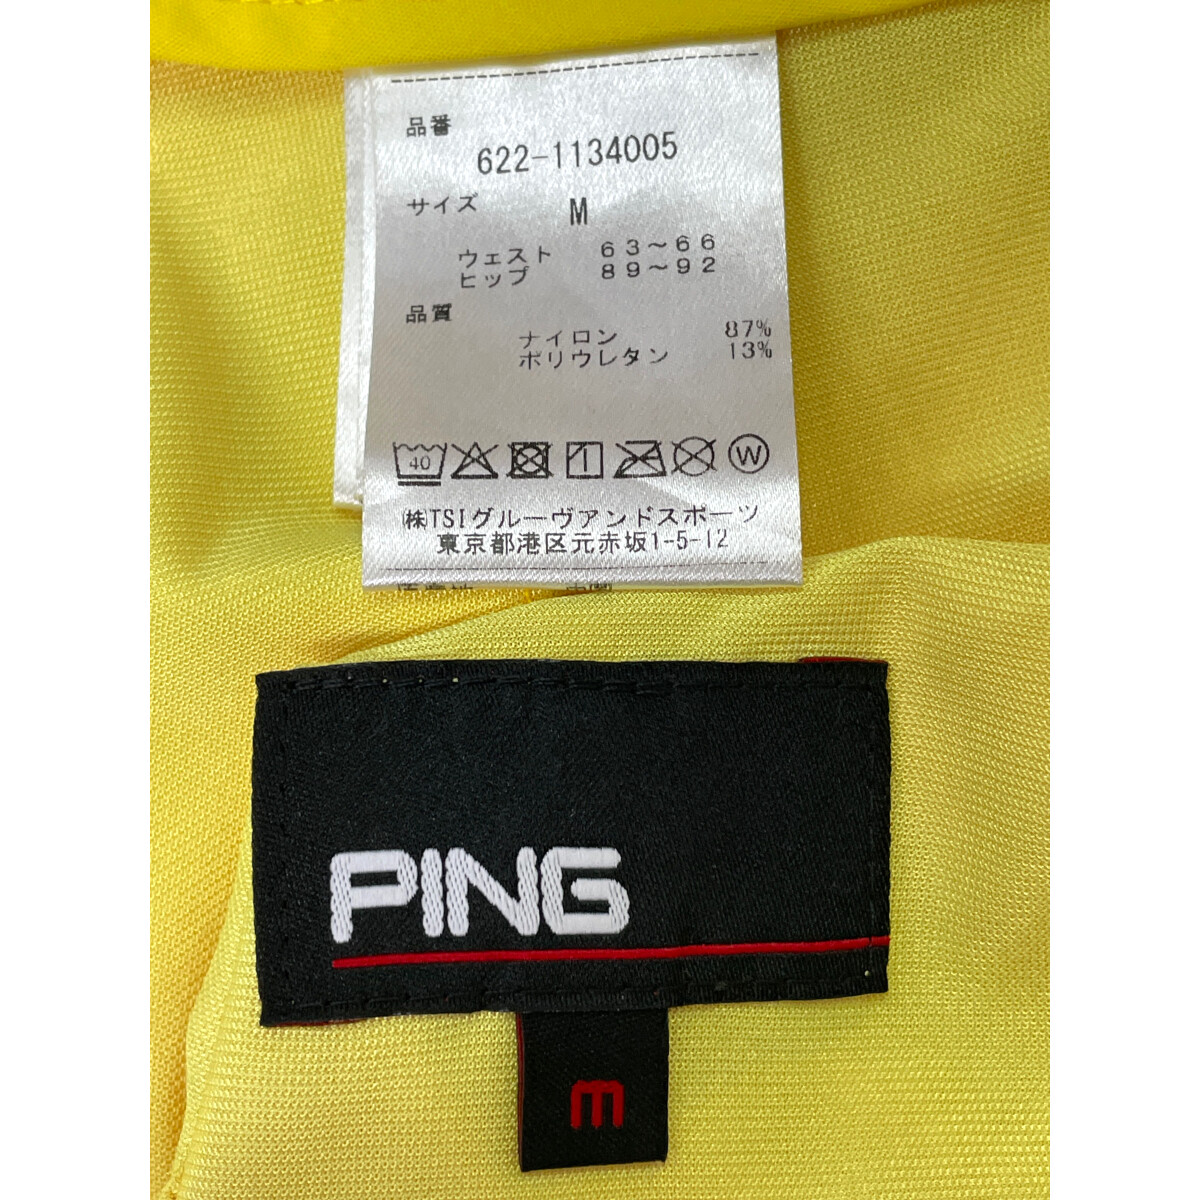 品番
622-1134005
サイズ M
ウェスト 63~66
ヒップ 89~92
品質
ナイロン 87%
ポリウレタン 13%
40 1 W
㈱TSIグルーヴアンドスポーツ
東京都港区元赤坂1-5-12
PING
m